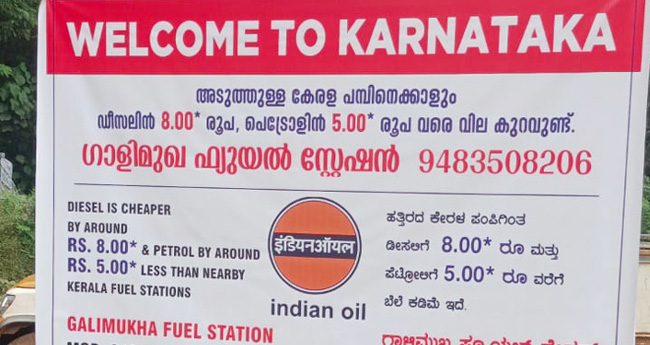 WELCOME TO KARNATAKA
അടുത്തുള്ള കേരള പമ്പിനെക്കാളും
ഡീസലിൻ 8.00* രൂപ, പെട്രോളിൻ 5.00* രൂപ വരെ വില കുറവുണ്ട്.
ഗാളിമുഖ ഫ്യുയൽ സ്റ്റേഷൻ 9483508206
DIESEL IS CHEAPER
BY AROUND
RS. 8.00* & PETROL BY AROUND
RS. 5.00* LESS THAN NEARBY
KERALA FUEL STATIONS
इंडियनऑयल
indian oil
ಹತ್ತಿರದ ಕೇರಳ ಪಂಪಿಗಿಂತ
ಡೀಸಲಿಗೆ 8.00* ರೂ ಮತ್ತು
ಪೆಟ್ರೋಲಿಗೆ 5.00* ರೂ ವರೆಗೆ
ಬೆಲೆ ಕಡಿಮೆ ಇದೆ.
GALIMUKHA FUEL STATION